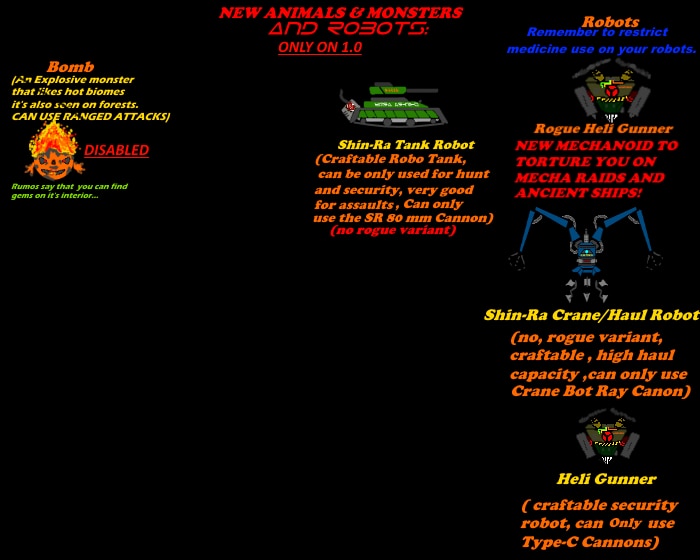 NEW ANIMALS & MONSTERS
AND ROBOTS:
ONLY ON 1.0
Bomb
(An Explosive monster
that likes hot biomes
it's also seen on forests.
CAN USE RANGED ATTACKS)
DISABLED
Rumos say that you can find
gems on it's interior...
Shin-Ra Tank Robot
(Craftable Robo Tank,
can be only used for hunt
and security, very good
for assaults, Can only
use the SR 80 mm Cannon)
(no rogue variant)
Robots
Remember to restrict
medicine use on your robots.
Rogue Heli Gunner
NEW MECHANOID TO
TORTURE YOU ON
MECHA RAIDS AND
ANCIENT SHIPS!
Shin-Ra Crane/Haul Robot
(no, rogue variant,
craftable , high haul
capacity ,can only use
Crane Bot Ray Canon)
Heli Gunner
( craftable security
robot, can Only use
Type-C Cannons)